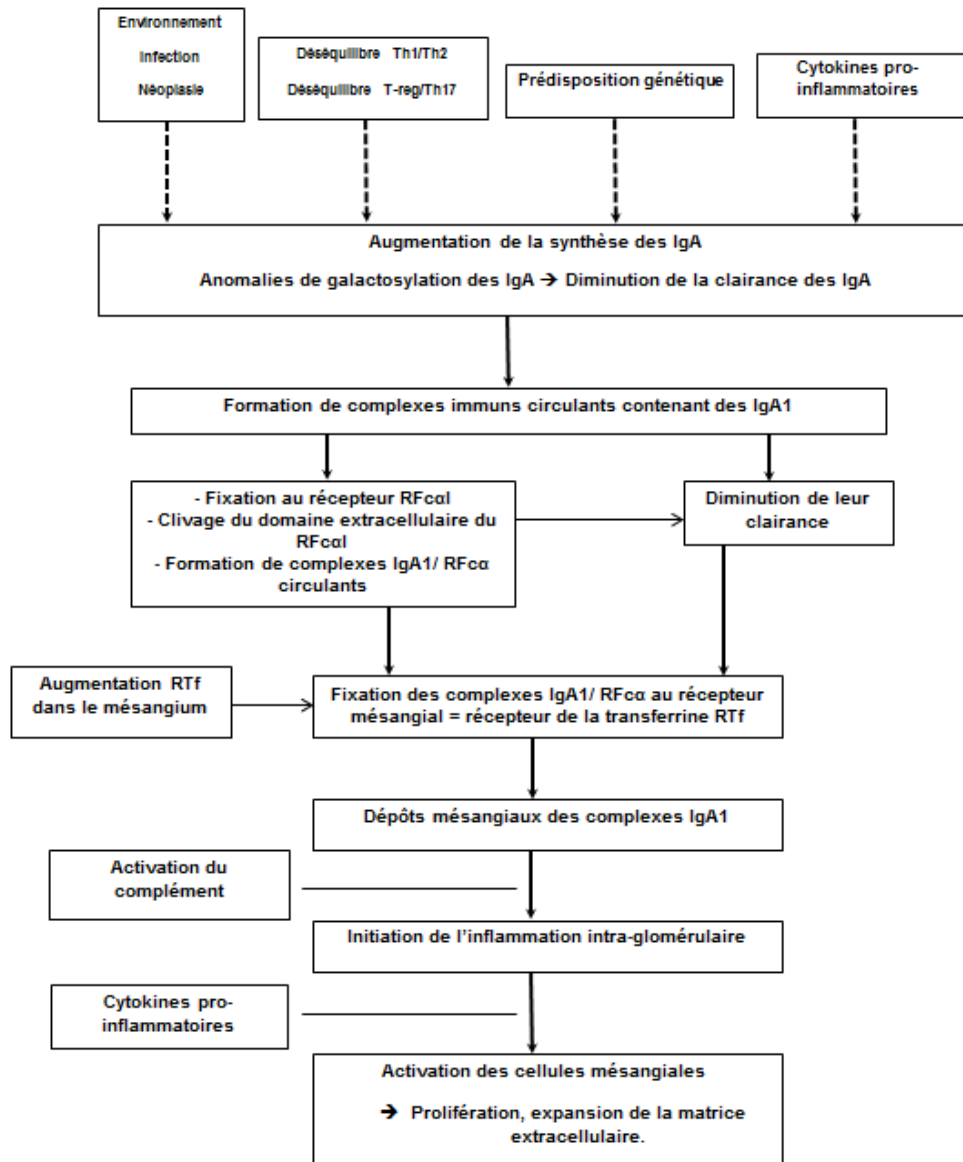 Environnement
Infection
Néoplasie
Déséquilibre Th1/Th2
Déséquilibre T-reg/Th17
Prédisposition génétique
Cytokines pro-
inflammatoires
Augmentation de la synthèse des IgA
Anomalies de galactosylation des IgA → Diminution de la clairance des IgA
Formation de complexes immuns circulants contenant des IgA1
- Fixation au récepteur RFcαI
- Clivage du domaine extracellulaire du
RFcαI
- Formation de complexes IgA1/ RFcα
circulants
Diminution de leur
clairance
Augmentation RTf
dans le mésangium
Fixation des complexes IgA1/ RFcα au récepteur
mésangial = récepteur de la transferrine RTf
Dépôts mésangiaux des complexes IgA1
Activation du
complément
Initiation de l'inflammation intra-glomérulaire
Cytokines pro-
inflammatoires
Activation des cellules mésangiales
→ Prolifération, expansion de la matrice
extracellulaire.